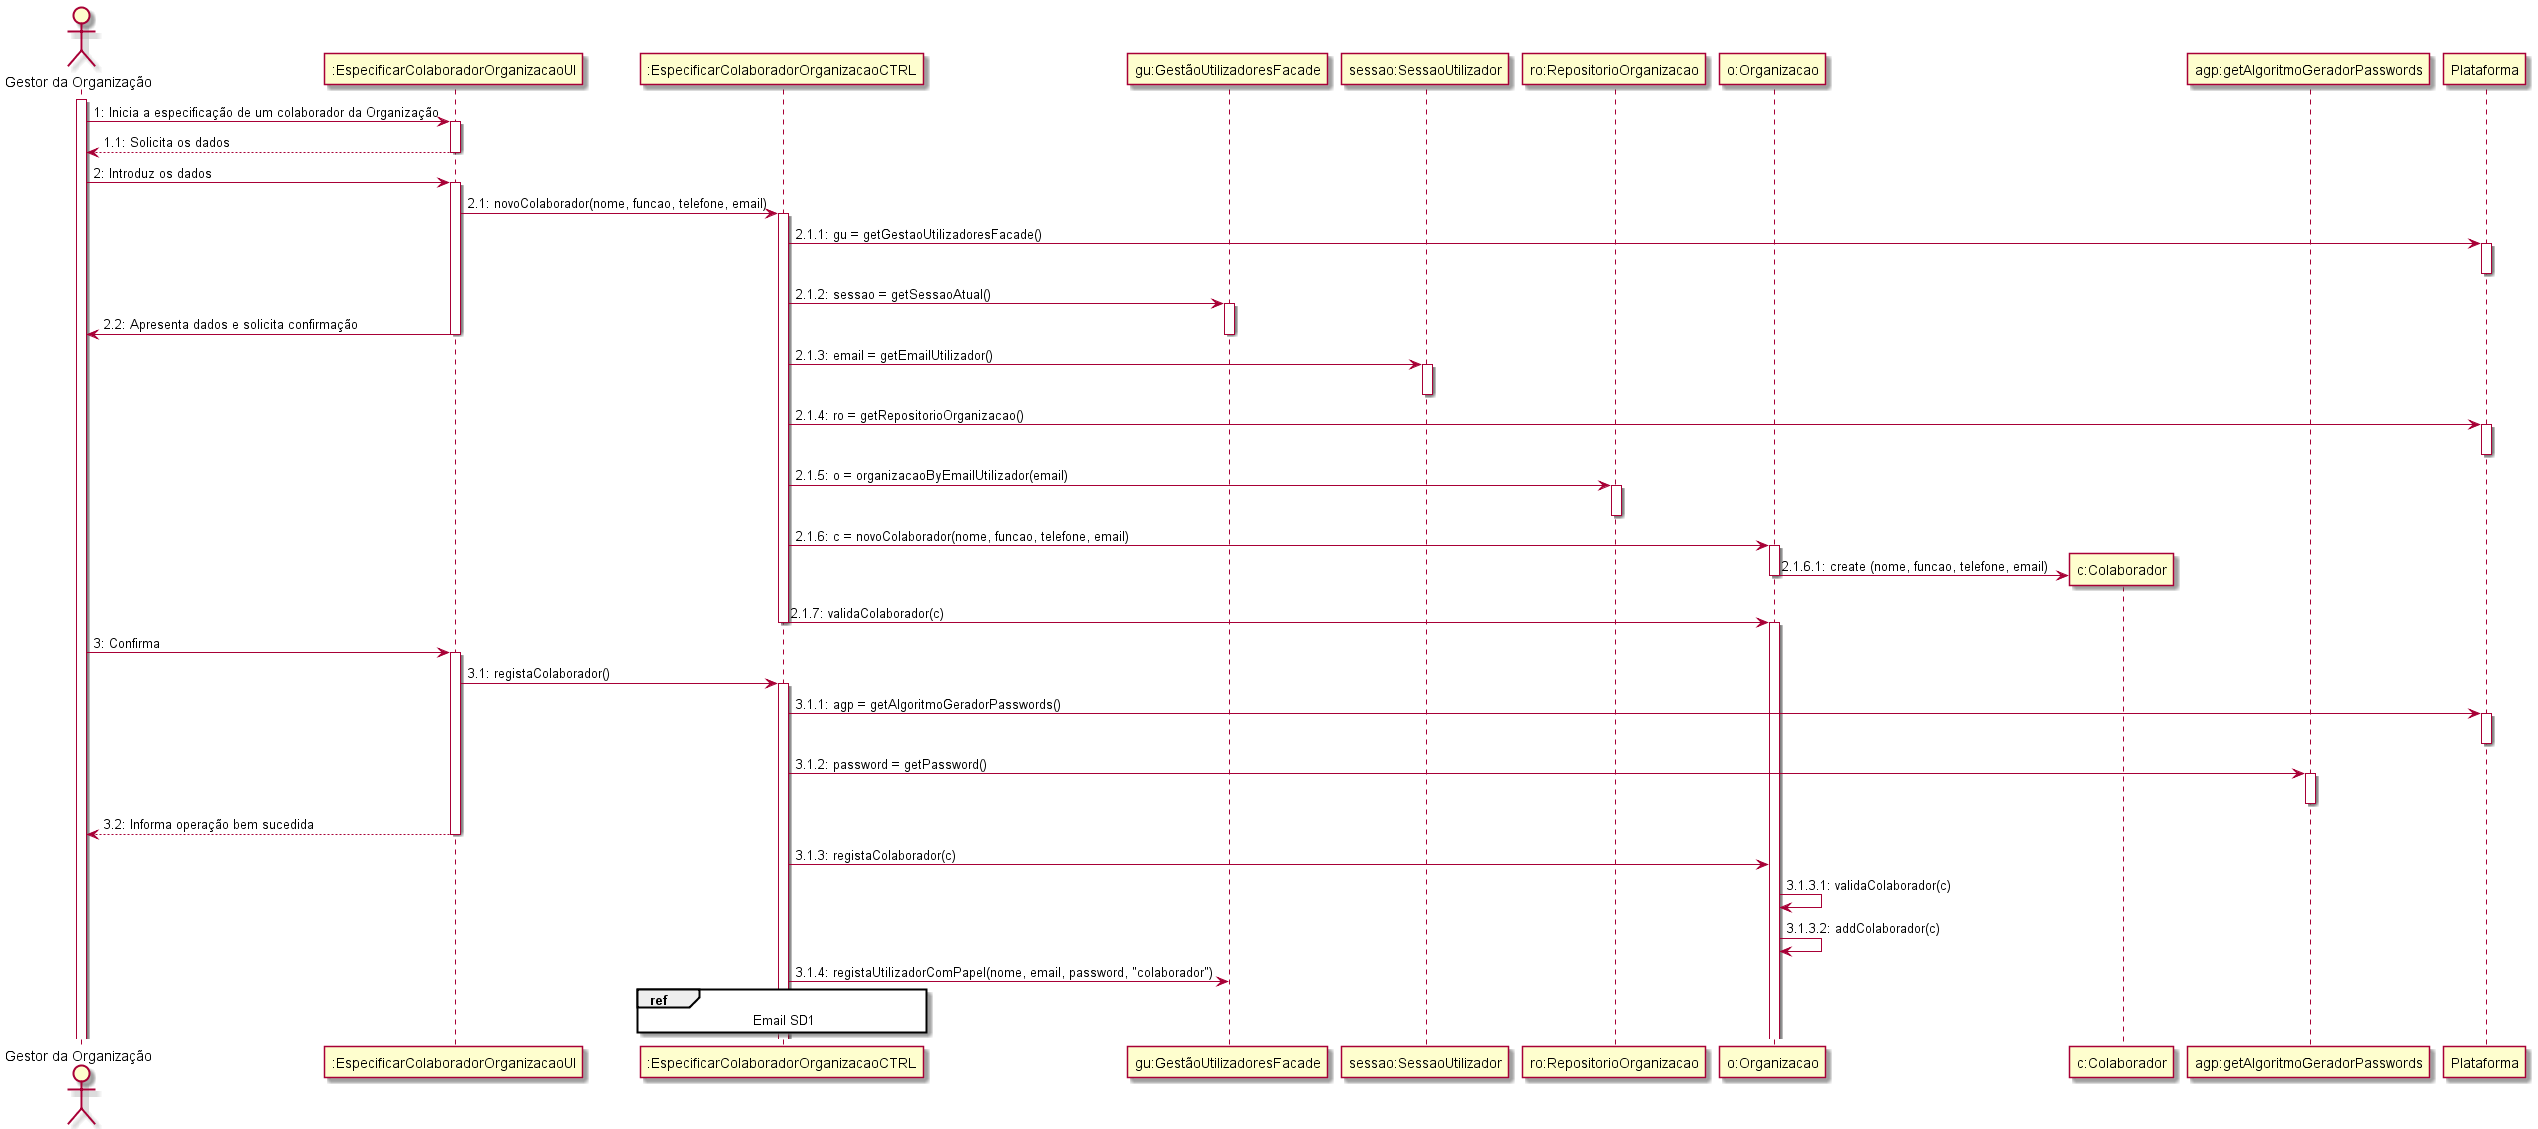 Gestor da Organização
:EspecificarColaboradorOrganizacaoUI
:EspecificarColaboradorOrganizacaoCTRL
gu:GestãoUtilizadoresFacade
sessao:SessaoUtilizador
ro:RepositorioOrganizacao
o:Organizacao
agp:getAlgoritmoGeradorPasswords
Plataforma
1: Inicia a especificação de um colaborador da Organização
1.1: Solicita os dados
2: Introduz os dados
2.1: novoColaborador(nome, funcao, telefone, email)
2.1.1: gu = getGestaoUtilizadoresFacade()
2.1.2: sessao = getSessaoAtual()
2.2: Apresenta dados e solicita confirmação
2.1.3: email = getEmailUtilizador()
2.1.4: ro = getRepositorioOrganizacao()
2.1.5: o = organizacaoByEmailUtilizador(email)
2.1.6: c = novoColaborador(nome, funcao, telefone, email)
2.1.6.1: create (nome, funcao, telefone, email)
c:Colaborador
2.1.7: validaColaborador(c)
3: Confirma
3.1: registaColaborador()
3.1.1: agp = getAlgoritmoGeradorPasswords()
3.1.2: password = getPassword()
3.2: Informa operação bem sucedida
3.1.3: registaColaborador(c)
3.1.3.1: validaColaborador(c)
3.1.3.2: addColaborador(c)
3.1.4: registaUtilizadorComPapel(nome, email, password, "colaborador")
ref
Email SD1
Gestor da Organização
:EspecificarColaboradorOrganizacaoUI
:EspecificarColaboradorOrganizacaoCTRL
gu:GestãoUtilizadoresFacade
sessao:SessaoUtilizador
ro:RepositorioOrganizacao
o:Organizacao
c:Colaborador
agp:getAlgoritmoGeradorPasswords
Plataforma